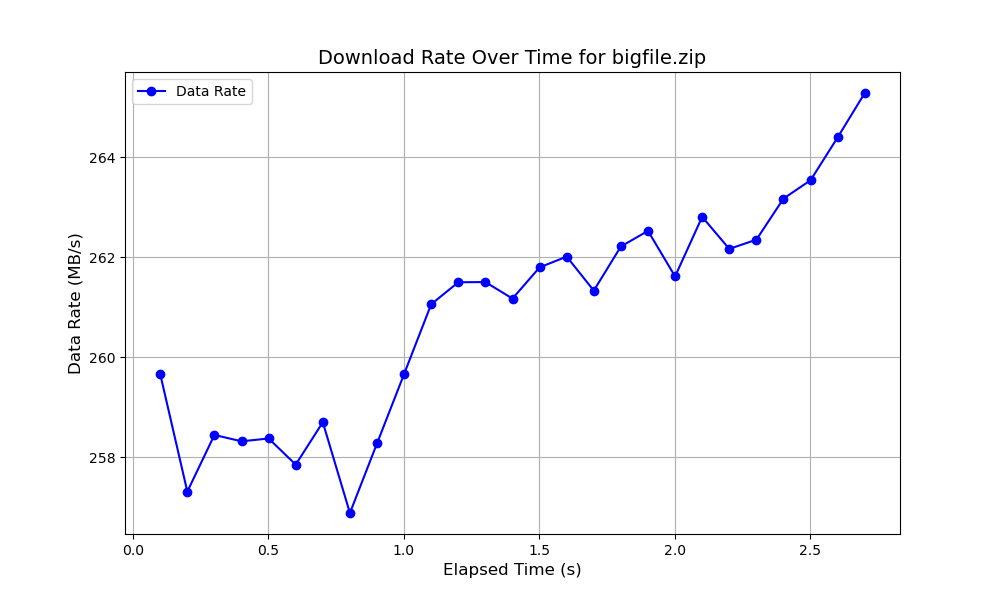 Download Rate Over Time for bigfile.zip
Data Rate
264
262
260
258
Data Rate (MB/s)
0.0 0.5 1.0 1.5 2.0 2.5
Elapsed Time (s)